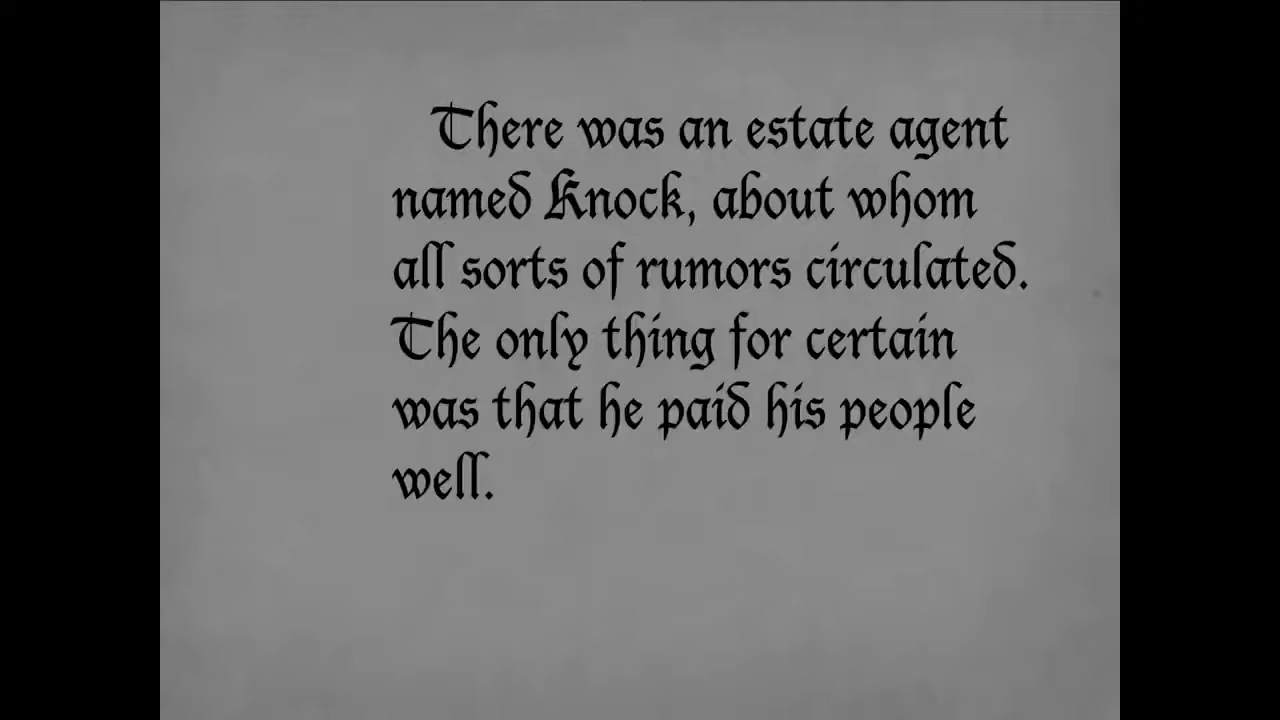 There was an estate agent
named Knock, about whom
all sorts of rumors circulated.
The only thing for certain
was that he paid his people
well.